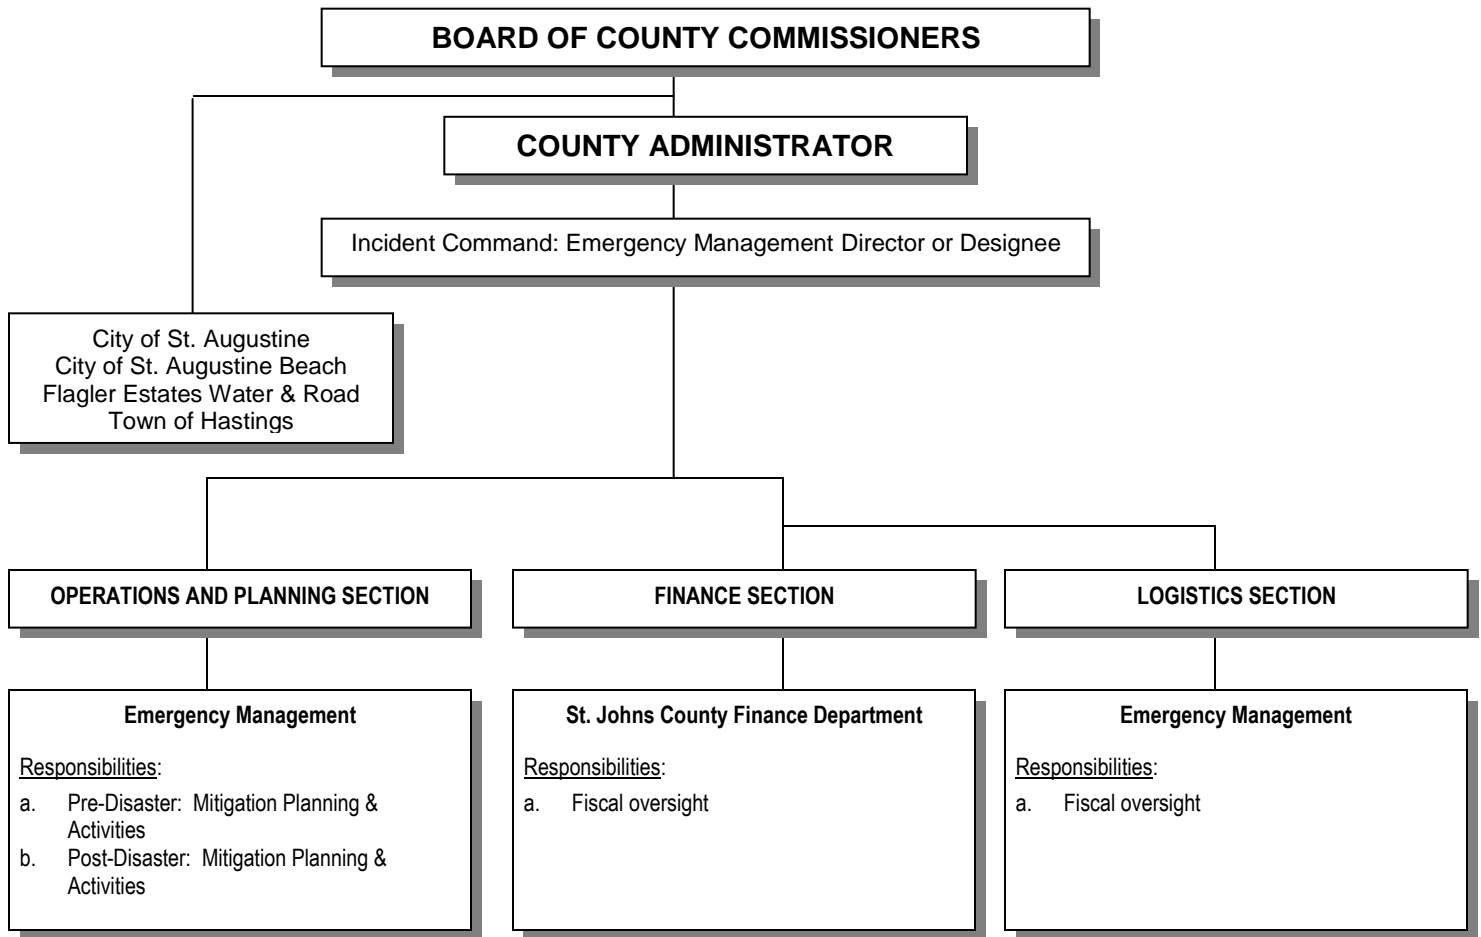 BOARD OF COUNTY COMMISSIONERS
COUNTY ADMINISTRATOR
Incident Command: Emergency Management Director or Designee
City of St. Augustine
City of St. Augustine Beach
Flagler Estates Water & Road
Town of Hastings
OPERATIONS AND PLANNING SECTION
Emergency Management
Responsibilities:
a. Pre-Disaster: Mitigation Planning &
Activities
b. Post-Disaster: Mitigation Planning &
Activities
FINANCE SECTION
St. Johns County Finance Department
Responsibilities:
a. Fiscal oversight
LOGISTICS SECTION
Emergency Management
Responsibilities:
a. Fiscal oversight